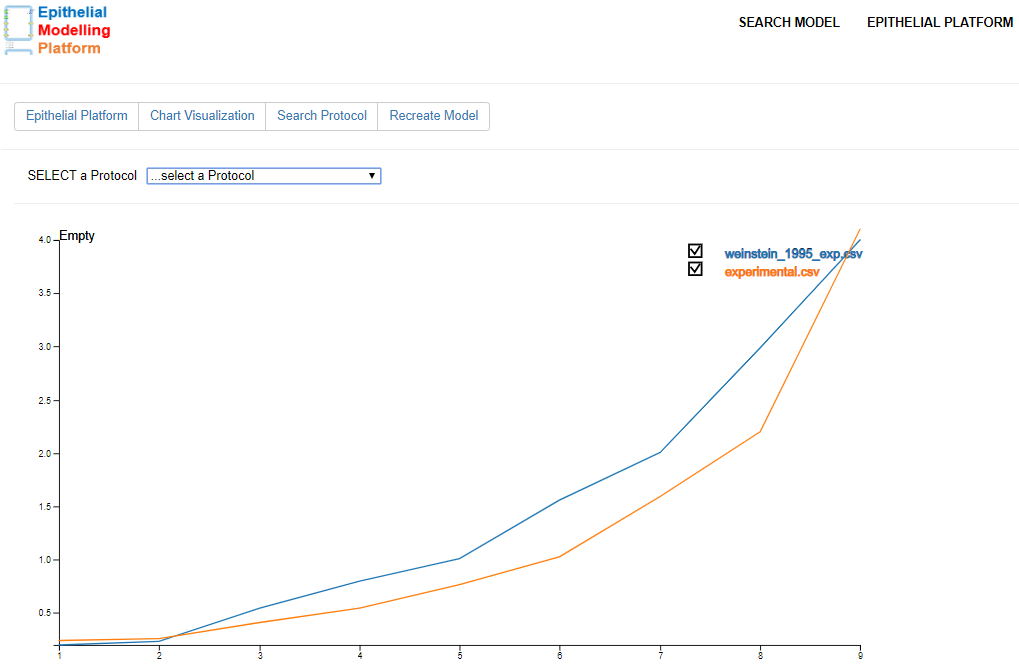 Epithelial
Modelling
Platform
SEARCH MODEL EPITHELIAL PLATFORM
Epithelial Platform Chart Visualization Search Protocol Recreate Model
SELECT a Protocol ...select a Protocol
Empty
4.0
weinstein_1995_exp.csv
experimental.csv
3.5
3.0
2.5
2.0
1.5
1.0
0.5
1 2 3 4 5 6 7 8 9